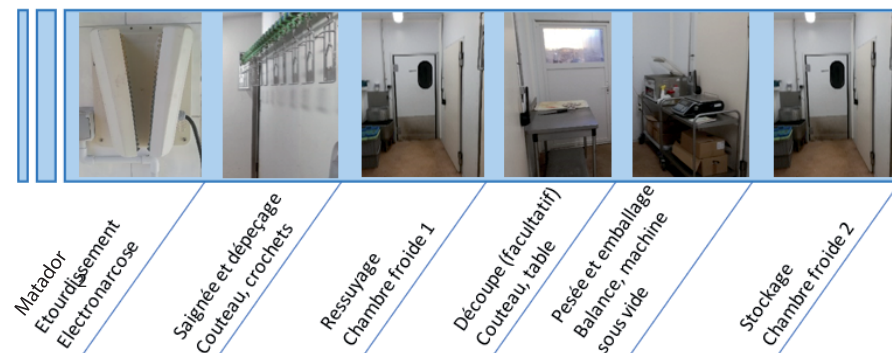 Matador
Etourdissement
Electronarcose
Saignée et dépeçage
Couteau, crochets
Ressuyage
Chambre froide 1
Découpe (facultatif)
Couteau, table
Pesée et emballage
Balance, machine
sous vide
Stockage
Chambre froide 2